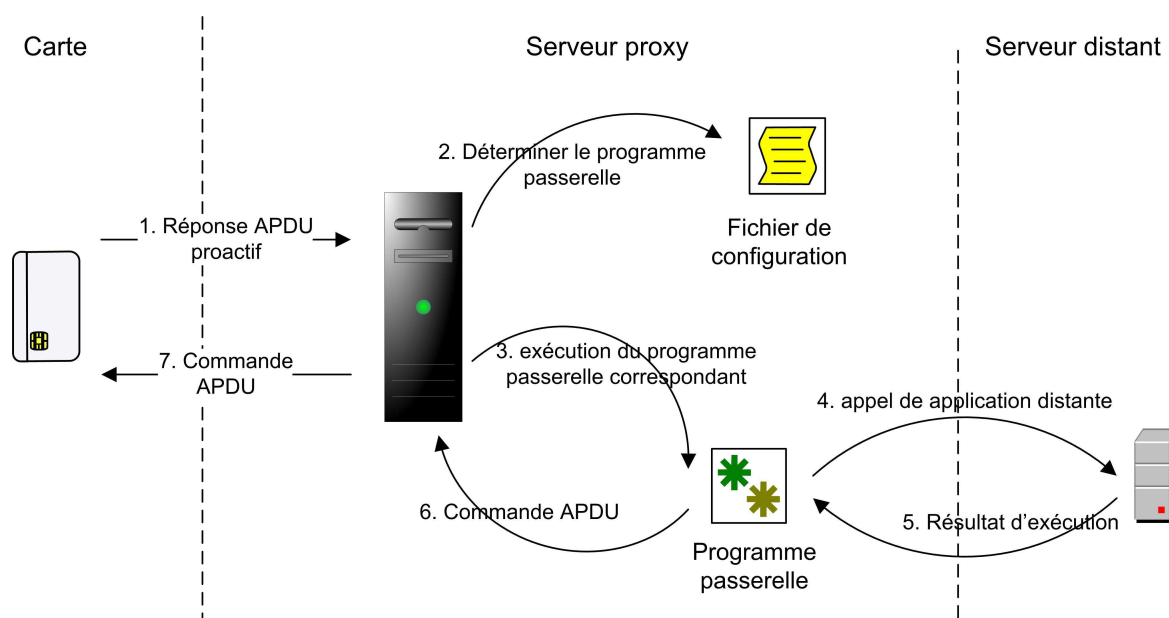 Carte
Serveur proxy
Serveur distant
2. Déterminer le programme
passerelle
1. Réponse APDU
proactif
Fichier de
configuration
3. exécution du programme
passerelle correspondant
7. Commande
APDU
4. appel de application distante
6. Commande APDU
5. Résultat d'exécution
Programme
passerelle